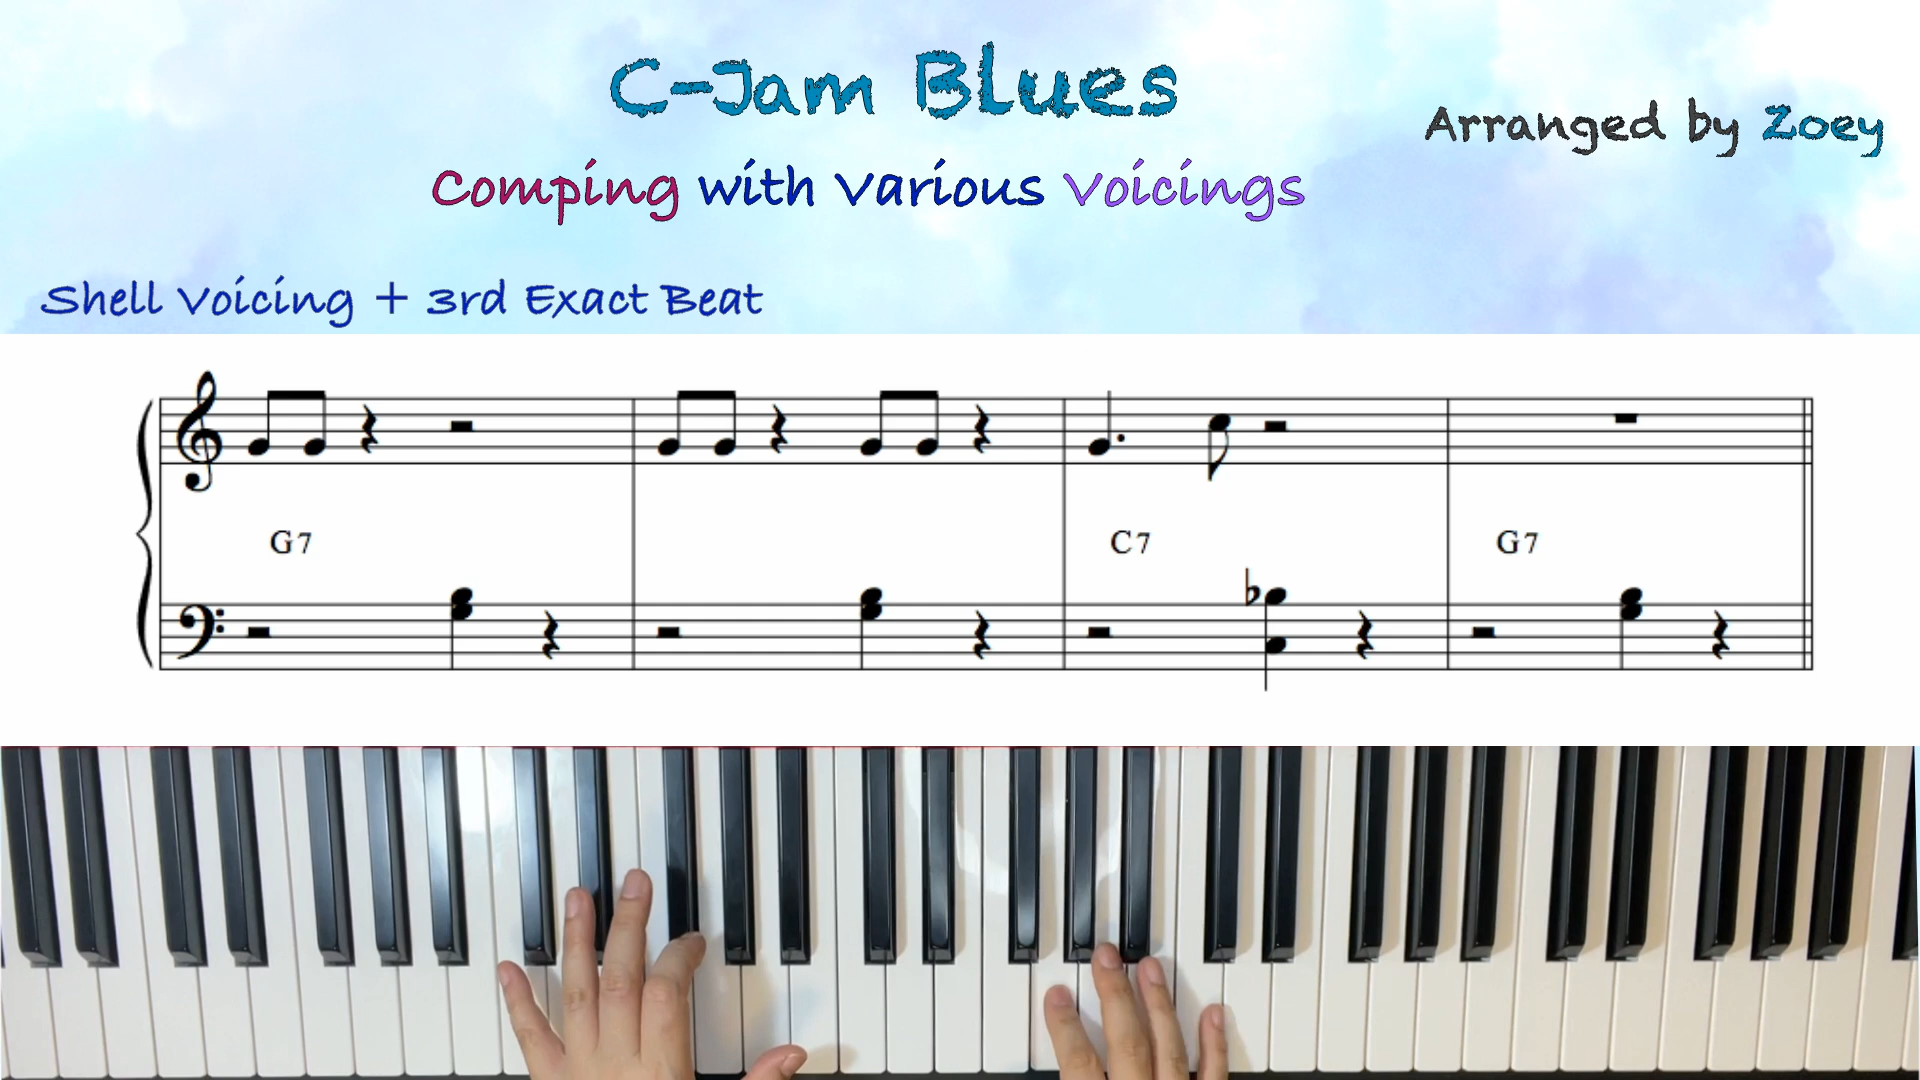 C-Jam Blues
Arranged by Zoey
Comping with Various Voicings
Shell Voicing + 3rd Exact Beat
G7 C7 G7